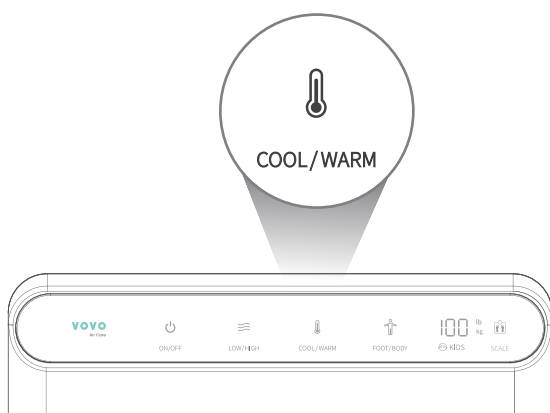 COOL/WARM
VOVO
Air Care
ON/OFF
LOW/HIGH
COOL/WARM
FOOT/BODY
100 lb
kg
KIDS
SCALE